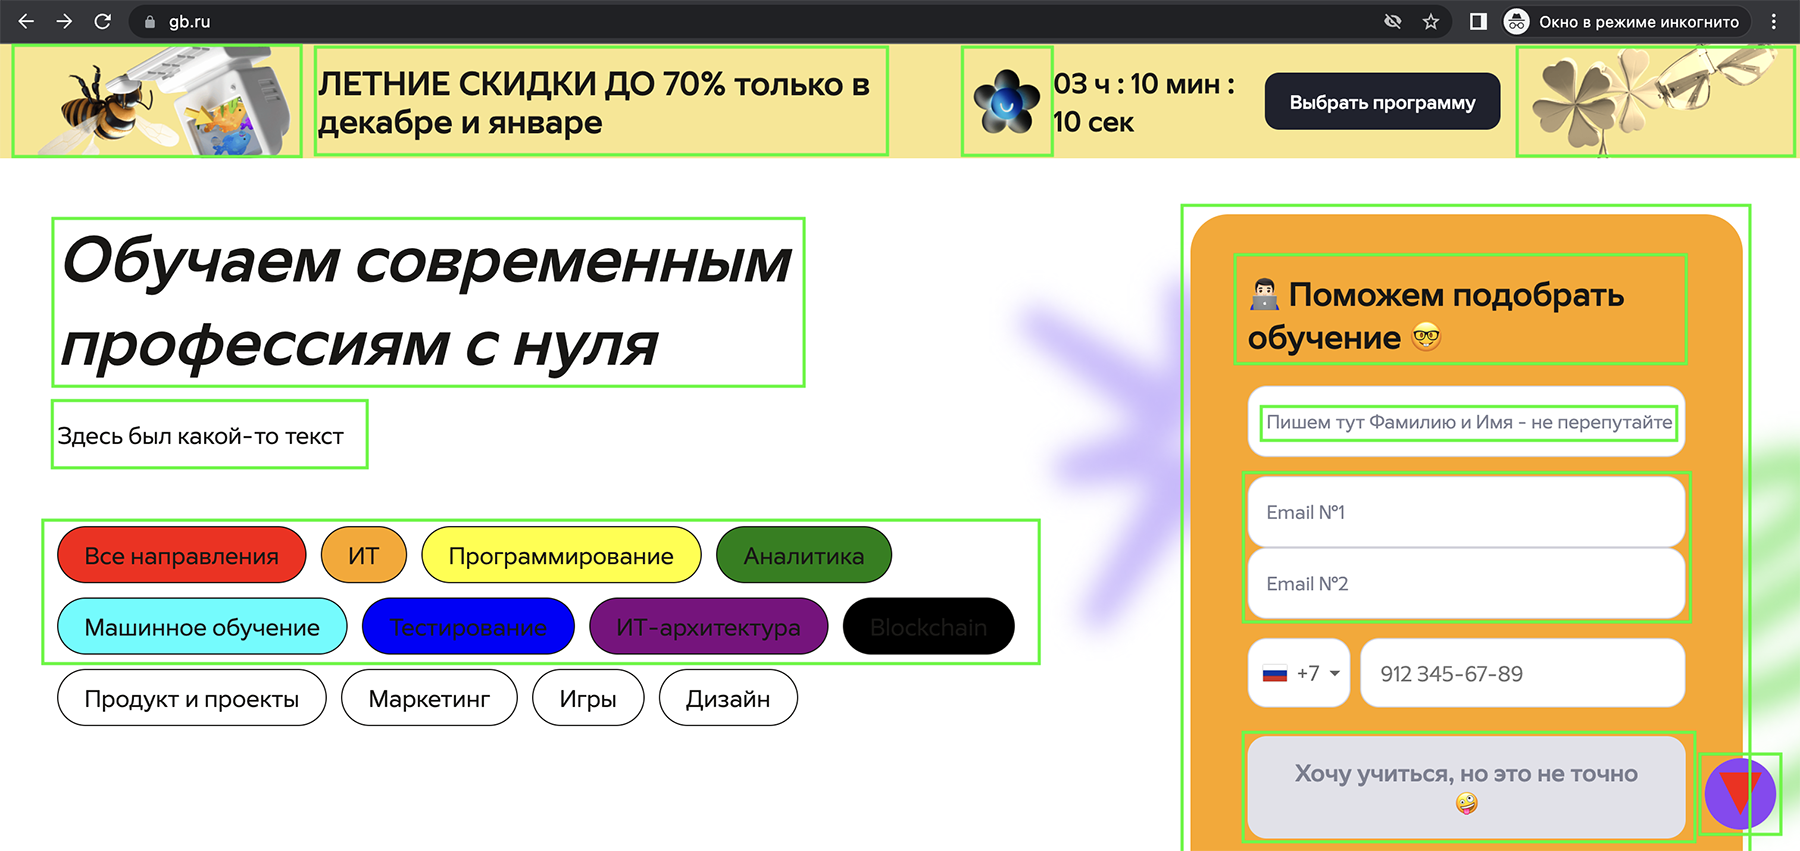 gb.ru
Окно в режиме инкогнито
ЛЕТНИЕ СКИДКИ ДО 70% только в
декабре и январе
03 ч : 10 мин :
10 сек
Выбрать программу
Обучаем современным
профессиям с нуля
Здесь был какой-то текст
Все направления
ИТ
Программирование
Аналитика
Машинное обучение
Тестирование
ИТ-архитектура
Blockchain
Продукт и проекты
Маркетинг
Игры
Дизайн
🧑🏻‍💻 Поможем подобрать
обучение 🤓
Пишем тут Фамилию и Имя - не перепутайте
Email №1
Email №2
+7
912 345-67-89
Хочу учиться, но это не точно
🤪